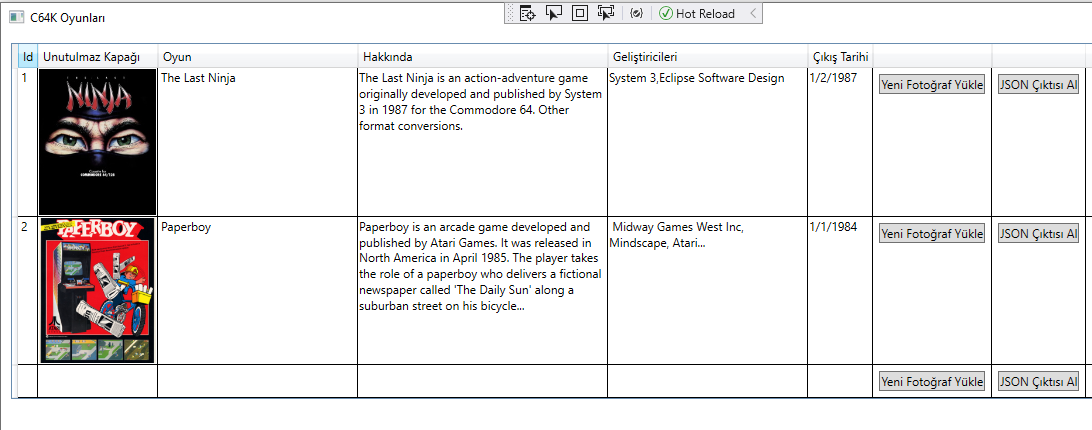 C64K Oyunları
Hot Reload
Id Unutulmaz Kapağı Oyun Hakkında Geliştiricileri Çıkış Tarihi
1
THE LAST
NINJA
COMMODORE 64/128
The Last Ninja
The Last Ninja is an action-adventure game
originally developed and published by System
3 in 1987 for the Commodore 64. Other
format conversions.
System 3,Eclipse Software Design
1/2/1987
Yeni Fotoğraf Yükle
JSON Çıktısı Al
2
PAPERBOY
ATARI
Paperboy
Paperboy is an arcade game developed and
published by Atari Games. It was released in
North America in April 1985. The player takes
the role of a paperboy who delivers a fictional
newspaper called 'The Daily Sun' along a
suburban street on his bicycle...
Midway Games West Inc,
Mindscape, Atari...
1/1/1984
Yeni Fotoğraf Yükle
JSON Çıktısı Al
Yeni Fotoğraf Yükle
JSON Çıktısı Al